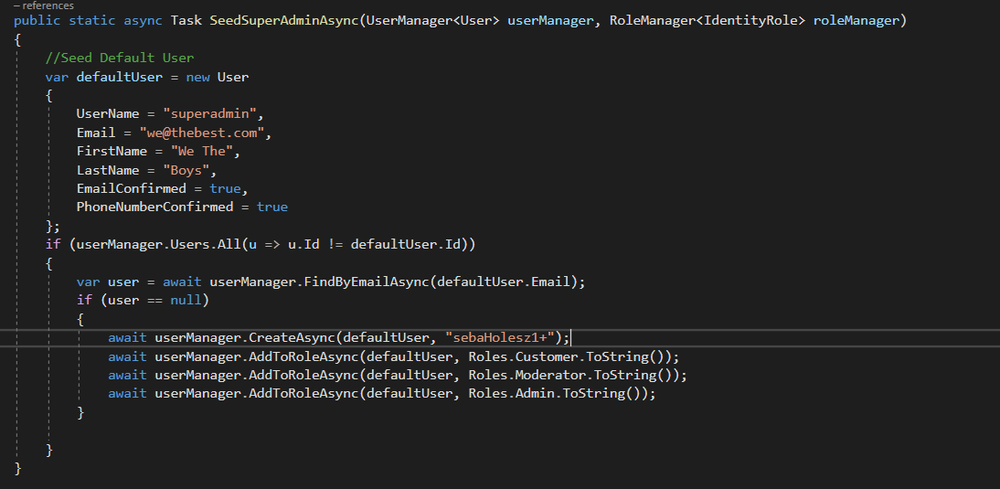 – references
public static async Task SeedSuperAdminAsync(UserManager<User> userManager, RoleManager<IdentityRole> roleManager)
{
    //Seed Default User
    var defaultUser = new User
    {
        UserName = "superadmin",
        Email = "we@thebest.com",
        FirstName = "We The",
        LastName = "Boys",
        EmailConfirmed = true,
        PhoneNumberConfirmed = true
    };
    if (userManager.Users.All(u => u.Id != defaultUser.Id))
    {
        var user = await userManager.FindByEmailAsync(defaultUser.Email);
        if (user == null)
        {
            await userManager.CreateAsync(defaultUser, "sebaHolesz1+");
            await userManager.AddToRoleAsync(defaultUser, Roles.Customer.ToString());
            await userManager.AddToRoleAsync(defaultUser, Roles.Moderator.ToString());
            await userManager.AddToRoleAsync(defaultUser, Roles.Admin.ToString());
        }

    }
}